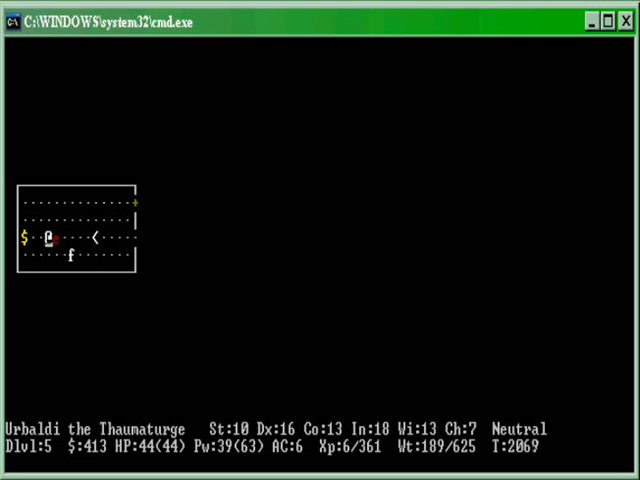 C:\WINDOWS\system32\cmd.exe
Urbaldi the Thaumaturge St:10 Dx:16 Co:13 In:18 Wi:13 Ch:7 Neutral
Dlvl:5 $:413 HP:44(44) Pw:39(63) AC:6 Xp:6/361 Wt:189/625 T:2069